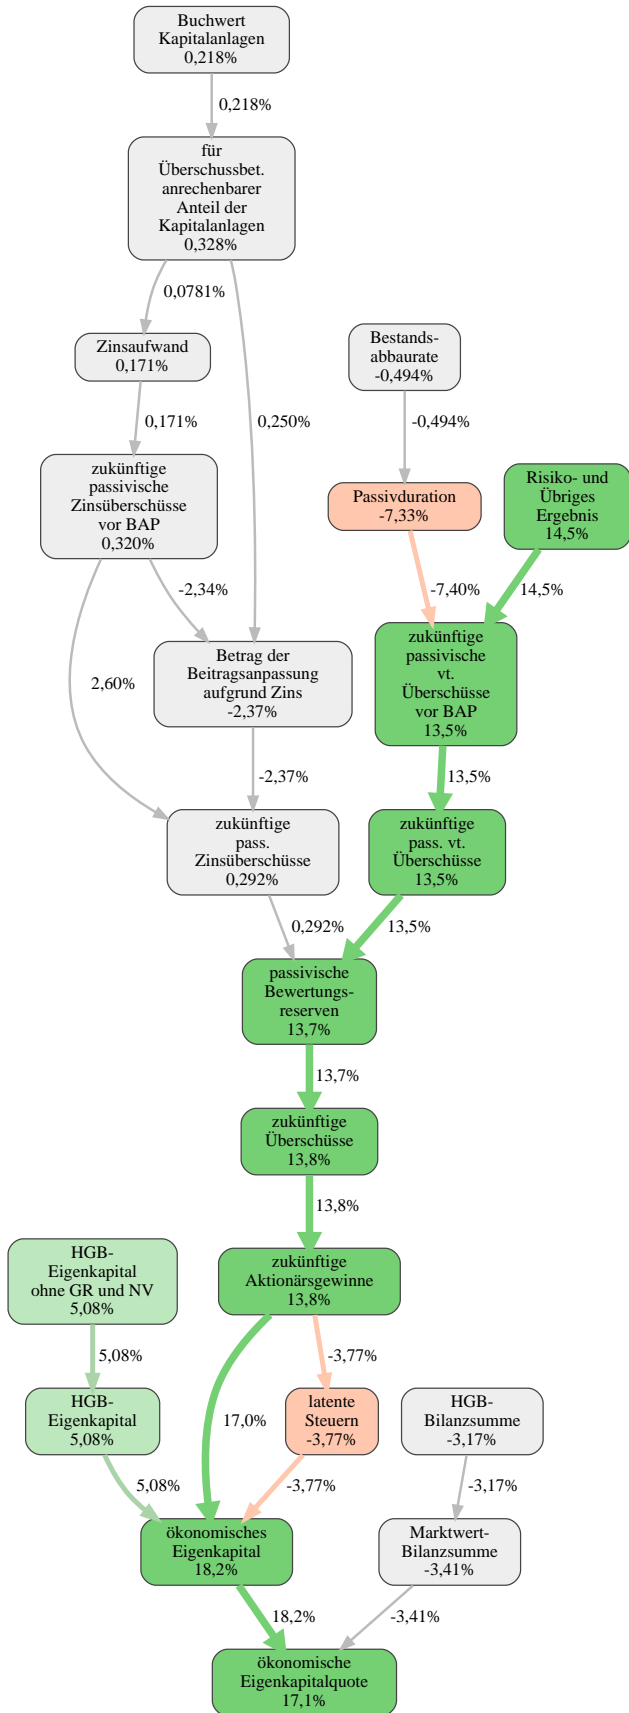 Buchwert
Kapitalanlagen
0,218%
0,218%
für
Überschussbet.
anrechenbarer
Anteil der
Kapitalanlagen
0,328%
0,0781%
Zinsaufwand
0,171%
Bestands-
abbaurate
-0,494%
0,171%
0,250%
-0,494%
zukünftige
passivische
Zinsüberschüsse
vor BAP
0,320%
Passivduration
-7,33%
Risiko- und
Übriges
Ergebnis
14,5%
-2,34%
-7,40%
14,5%
2,60%
Betrag der
Beitragsanpassung
aufgrund Zins
-2,37%
zukünftige
passivische
vt.
Überschüsse
vor BAP
13,5%
-2,37%
13,5%
zukünftige
pass.
Zinsüberschüsse
0,292%
zukünftige
pass. vt.
Überschüsse
13,5%
0,292%
13,5%
passivische
Bewertungs-
reserven
13,7%
13,7%
zukünftige
Überschüsse
13,8%
13,8%
HGB-
Eigenkapital
ohne GR und NV
5,08%
zukünftige
Aktionärsgewinne
13,8%
5,08%
-3,77%
HGB-
Eigenkapital
5,08%
17,0%
latente
Steuern
-3,77%
HGB-
Bilanzsumme
-3,17%
5,08%
-3,77%
-3,17%
ökonomisches
Eigenkapital
18,2%
Marktwert-
Bilanzsumme
-3,41%
18,2%
-3,41%
ökonomische
Eigenkapitalquote
17,1%